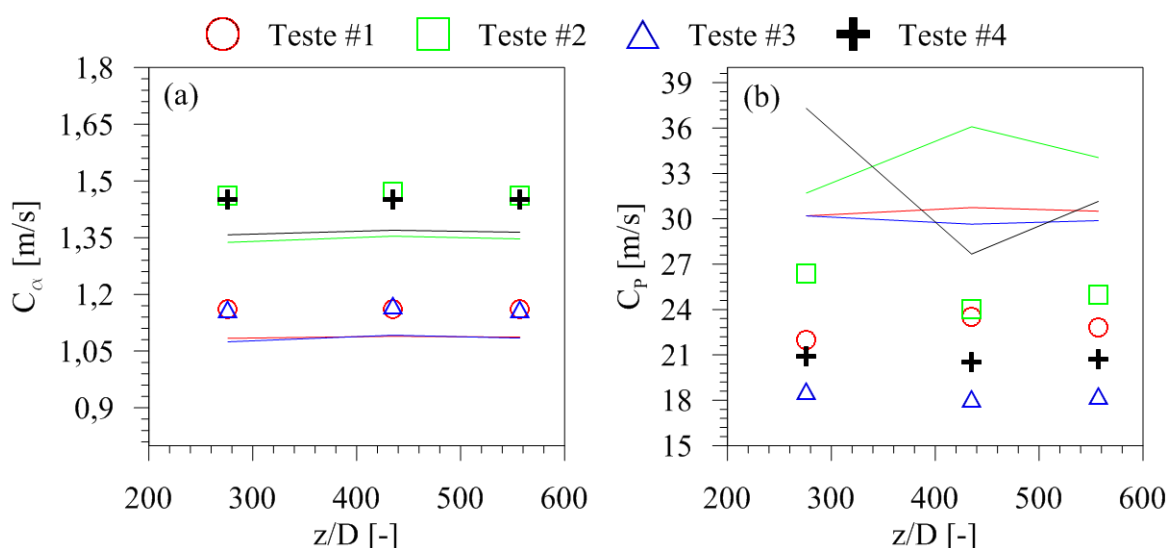 Teste #1 Teste #2 Teste #3 Teste #4
(a)
C_α [m/s]
1,8
1,65
1,5
1,35
1,2
1,05
0,9
200 300 400 500 600
z/D [-]
(b)
C_P [m/s]
39
36
33
30
27
24
21
18
15
200 300 400 500 600
z/D [-]